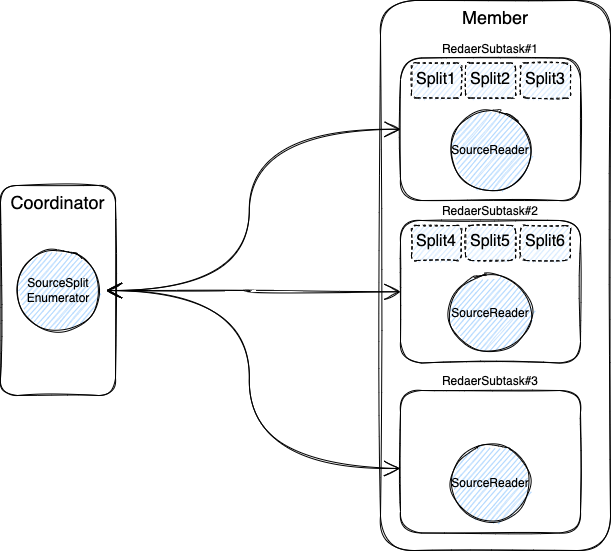 Member
RedaerSubtask#1
Split1 Split2 Split3
SourceReader
RedaerSubtask#2
Coordinator
Split4 Split5 Split6
SourceSplit
Enumerator
SourceReader
RedaerSubtask#3
SourceReader